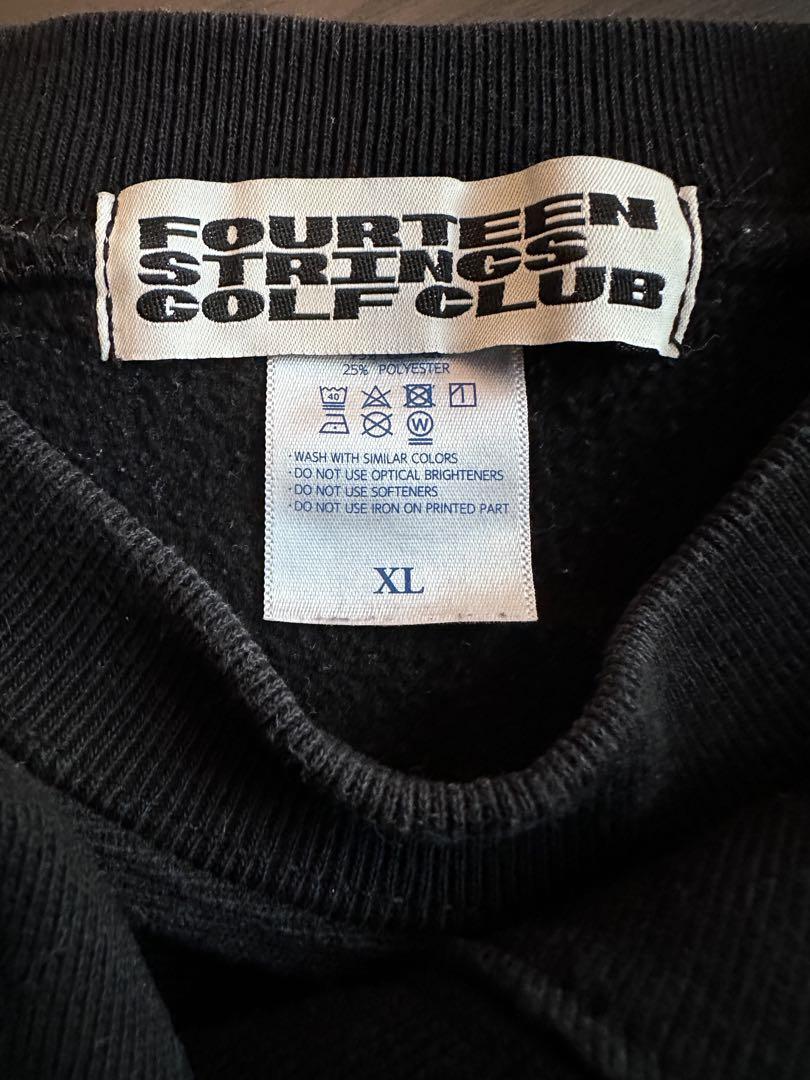 FOURTEEN
STRINGS
GOLF CLUB
25% POLYESTER
40
W
·WASH WITH SIMILAR COLORS
·DO NOT USE OPTICAL BRIGHTENERS
·DO NOT USE SOFTENERS
·DO NOT USE IRON ON PRINTED PART
XL